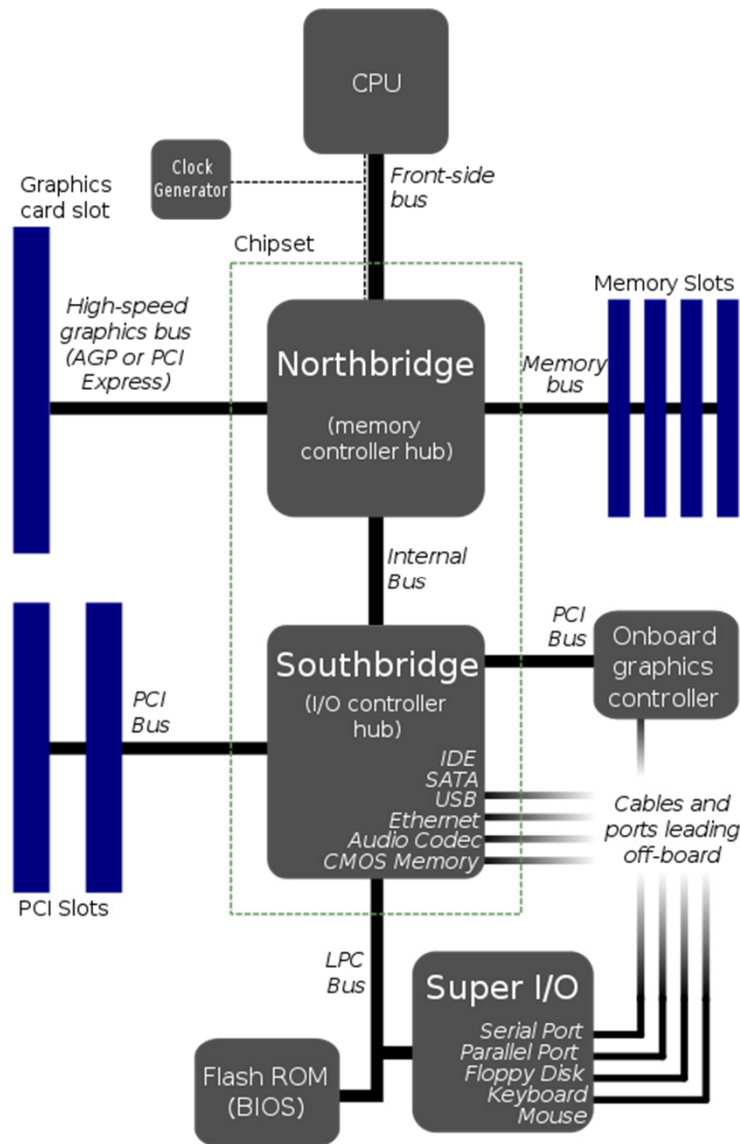 CPU
Clock
Generator
Front-side
bus
Graphics
card slot
Chipset
High-speed
graphics bus
(AGP or PCI
Express)
Northbridge
(memory
controller hub)
Memory
bus
Memory Slots
Internal
Bus
PCI
Bus
Onboard
graphics
controller
Southbridge
(I/O controller
hub)
IDE
SATA
USB
Ethernet
Audio Codec
CMOS Memory
PCI
Bus
PCI Slots
Cables and
ports leading
off-board
LPC
Bus
Super I/O
Serial Port
Parallel Port
Floppy Disk
Keyboard
Mouse
Flash ROM
(BIOS)